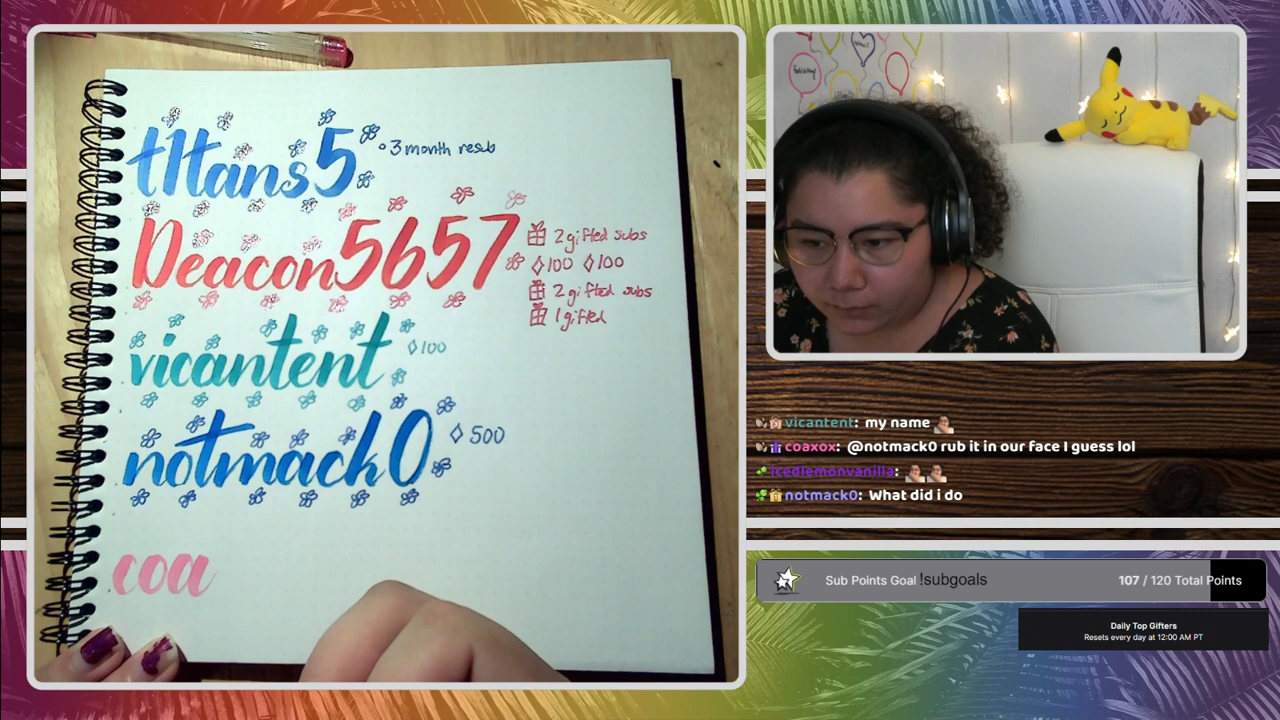 t1tans5 ° 3 month resub
Deacon5657 2 gifted subs
◊100 ◊100
2 gifted subs
1 gifted
vicantent ◊100
notmack0 ◊500
coa
vicantent: my name
coaxox: @notmack0 rub it in our face I guess lol
icedlemonvanilla:
notmack0: What did i do
Sub Points Goal !subgoals 107 / 120 Total Points
Daily Top Gifters
Resets every day at 12:00 AM PT